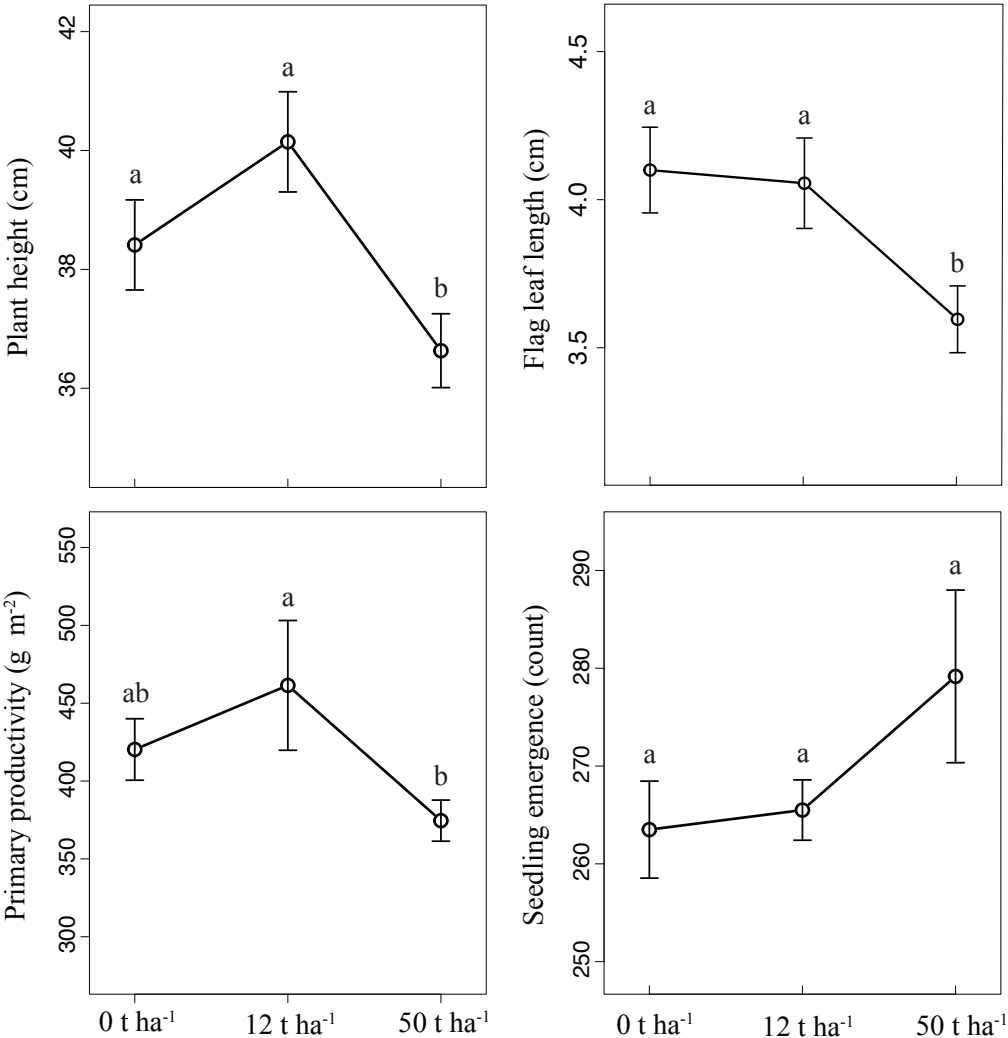 Plant height (cm)
42
40
38
36
a
a
b
Flag leaf length (cm)
4.5
4.0
3.5
a
a
b
Primary productivity (g m⁻²)
550
500
450
400
350
300
ab
a
b
0 t ha⁻¹
12 t ha⁻¹
50 t ha⁻¹
Seedling emergence (count)
290
280
270
260
250
a
a
a
0 t ha⁻¹
12 t ha⁻¹
50 t ha⁻¹